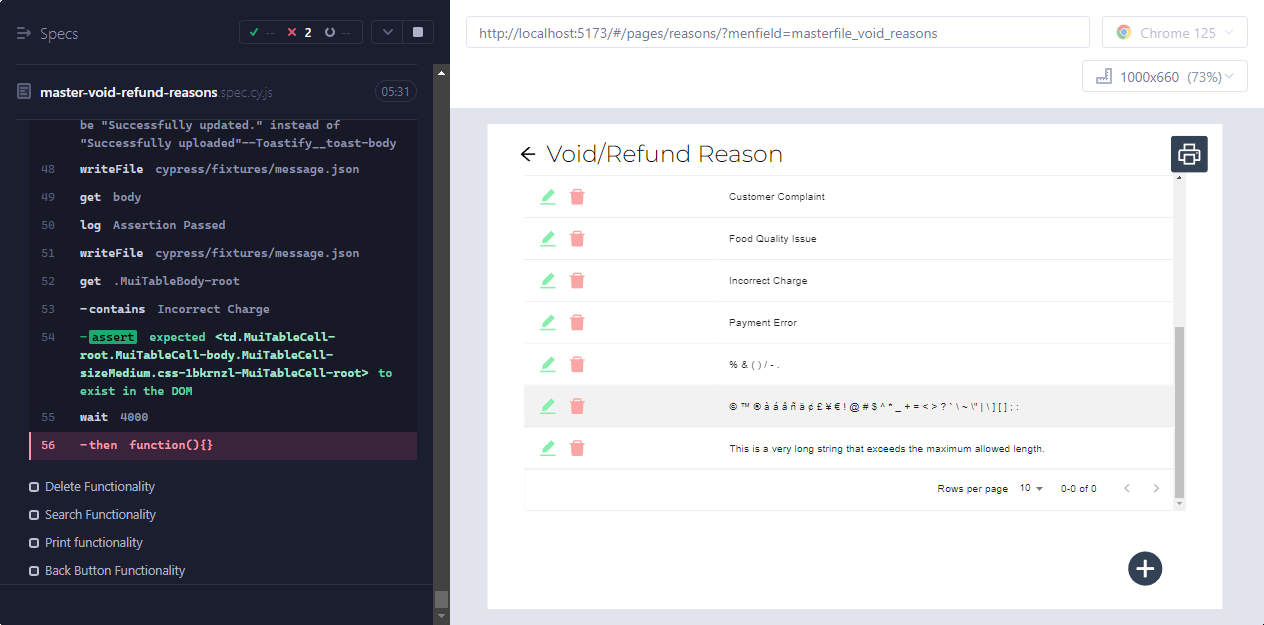 Specs
-- 2 --
master-void-refund-reasons.spec.cy.js 05:31
be "Successfully updated." instead of
"Successfully uploaded"--Toastify__toast-body
48 writeFile cypress/fixtures/message.json
49 get body
50 log Assertion Passed
51 writeFile cypress/fixtures/message.json
52 get .MuiTableBody-root
53 -contains Incorrect Charge
54 -assert expected <td.MuiTableCell-
root.MuiTableCell-body.MuiTableCell-
sizeMedium.css-1bkrnzl-MuiTableCell-root> to
exist in the DOM
55 wait 4000
56 -then function(){}
Delete Functionality
Search Functionality
Print functionality
Back Button Functionality
http://localhost:5173/#/pages/reasons/?menfield=masterfile_void_reasons
Chrome 125
1000x660 (73%)
Void/Refund Reason
Customer Complaint
Food Quality Issue
Incorrect Charge
Payment Error
% & ( ) / - .
© ™ ® à á â ñ ä ¢ £ ¥ € ! @ # $ ^ * _ + = < > ? ` \ ~ \" | \ ] [ ] ; :
This is a very long string that exceeds the maximum allowed length.
Rows per page 10 0-0 of 0